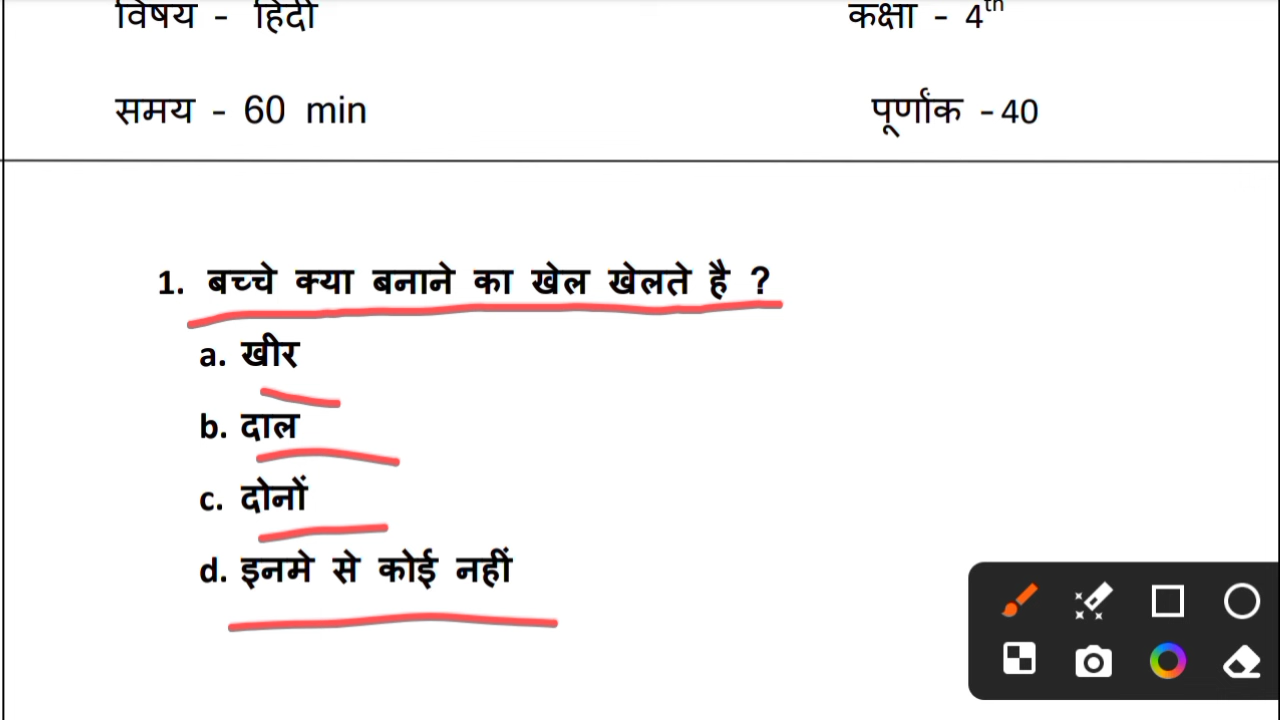 विषय - हिंदी
कक्षा - 4th
समय - 60 min
पूर्णांक - 40
1. बच्चे क्या बनाने का खेल खेलते है ?
a. खीर
b. दाल
c. दोनों
d. इनमे से कोई नहीं